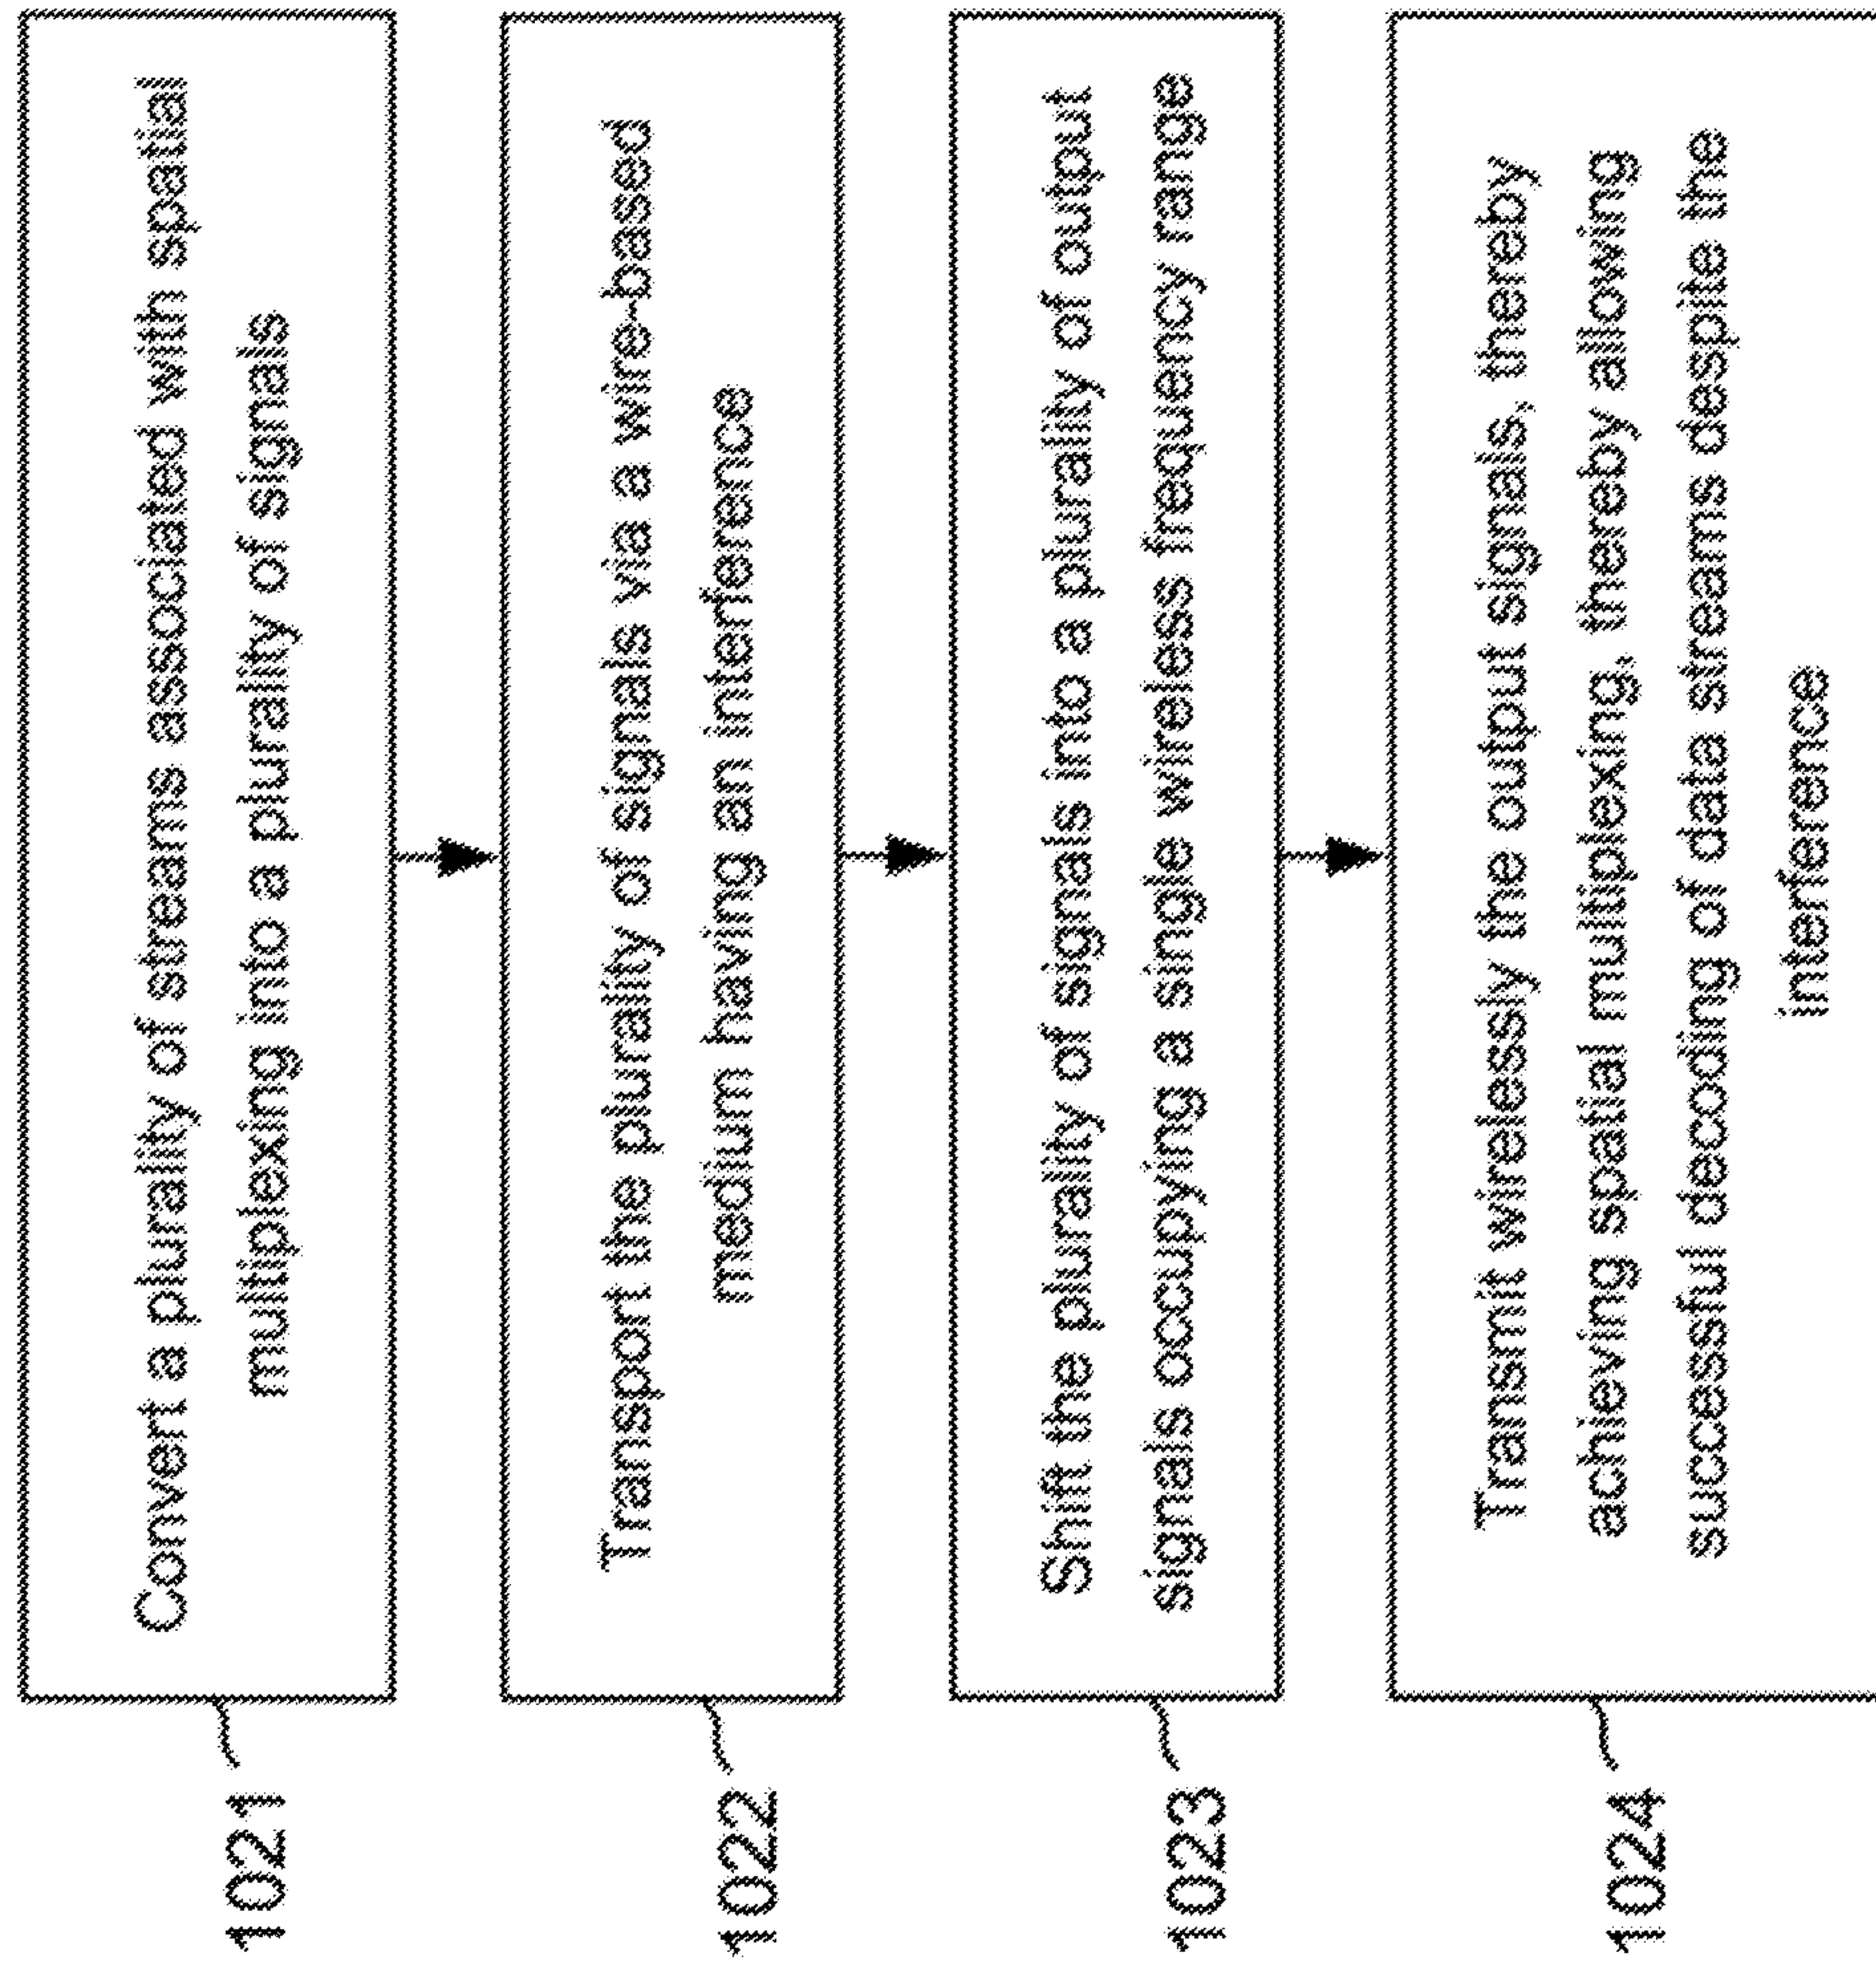 1021
Convert a plurality of streams associated with spatial
multiplexing into a plurality of signals
1022
Transport the plurality of signals via a wire-based
medium having an interference
1023
Shift the plurality of signals into a plurality of output
signals occupying a single wireless frequency range
1024
Transmit wirelessly the output signals, thereby
achieving spatial multiplexing, thereby allowing
successful decoding of data streams despite the
interference